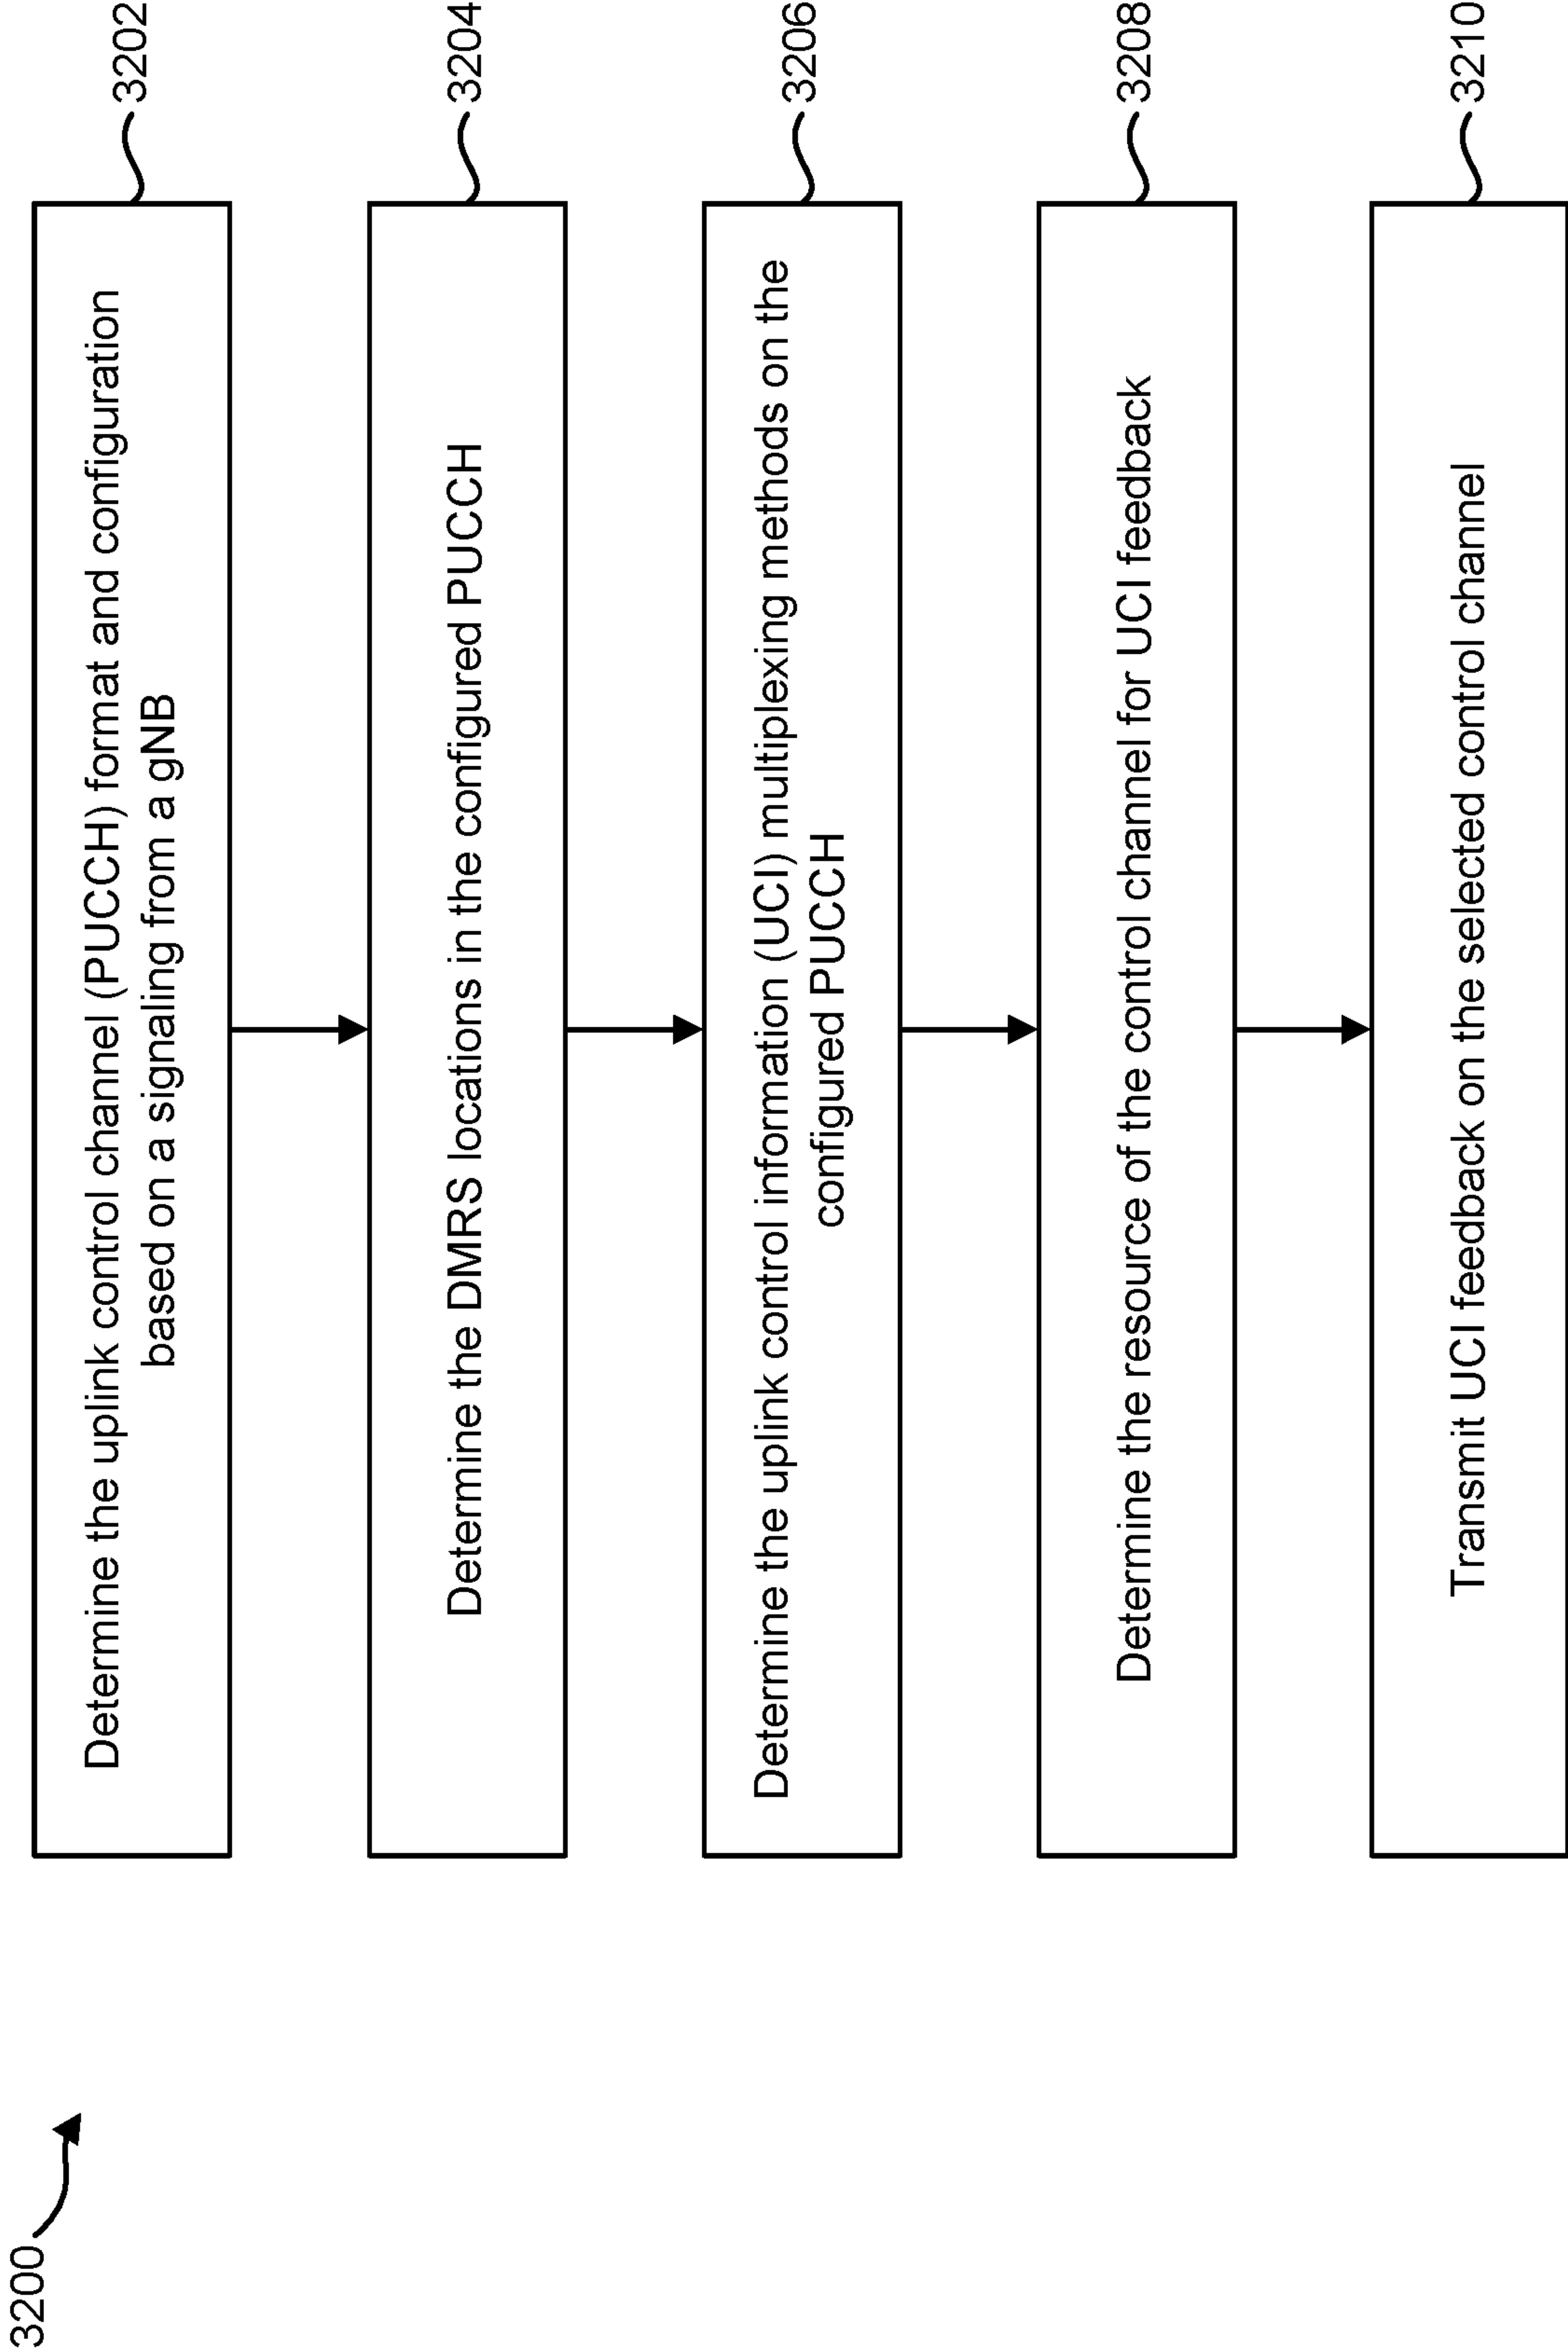 3200
Determine the uplink control channel (PUCCH) format and configuration
based on a signaling from a gNB
3202
Determine the DMRS locations in the configured PUCCH
3204
Determine the uplink control information (UCI) multiplexing methods on the
configured PUCCH
3206
Determine the resource of the control channel for UCI feedback
3208
Transmit UCI feedback on the selected control channel
3210